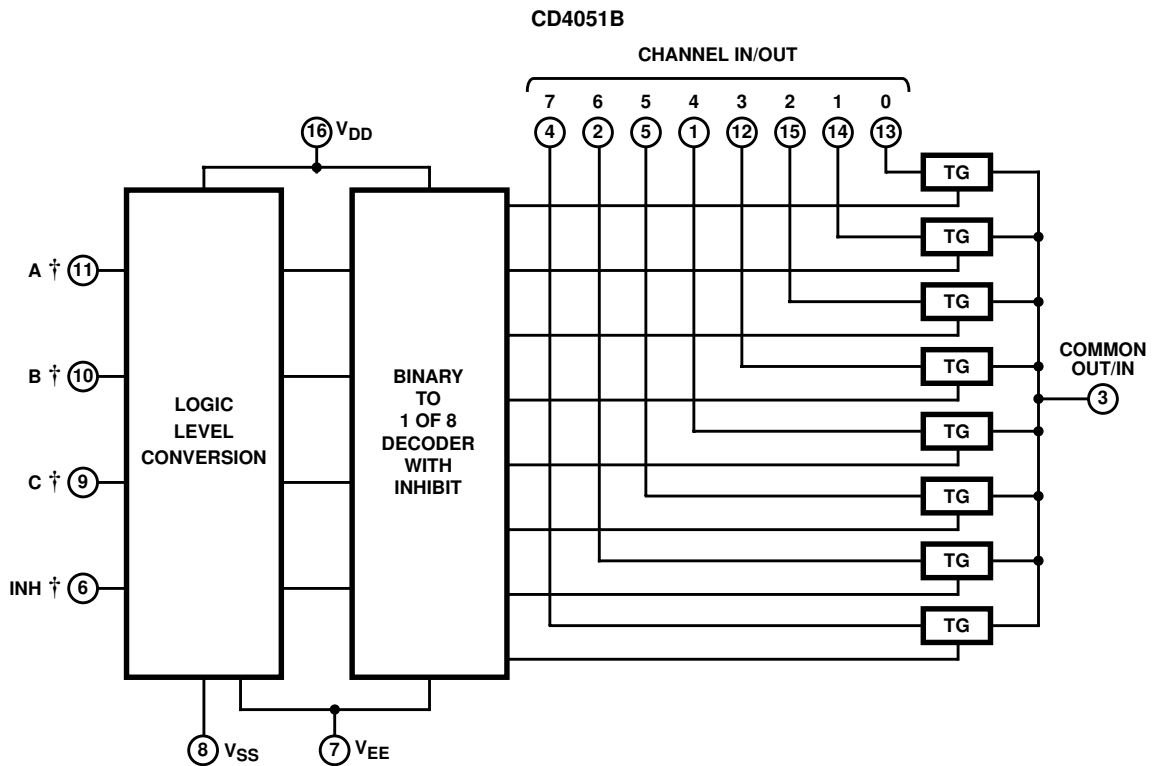 CD4051B
CHANNEL IN/OUT
7 6 5 4 3 2 1 0
4 2 5 1 12 15 14 13
16 VDD
TG
TG
TG
TG
TG
TG
TG
TG
A † 11
B † 10
C † 9
INH † 6
LOGIC
LEVEL
CONVERSION
BINARY
TO
1 OF 8
DECODER
WITH
INHIBIT
COMMON
OUT/IN
3
8 VSS
7 VEE